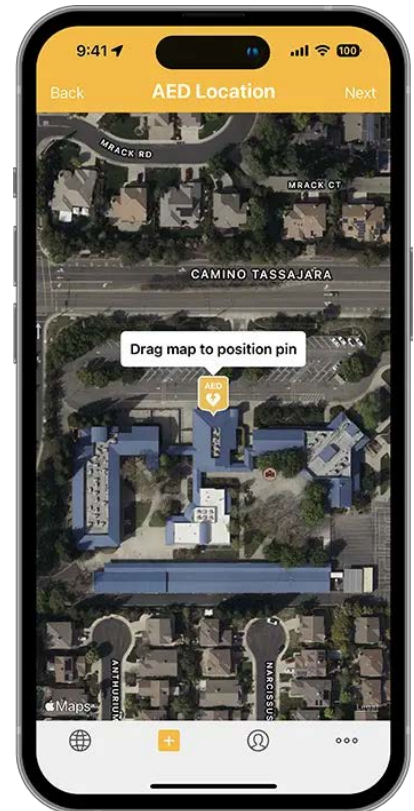 9:41
100
Back
AED Location
Next
MRACK RD
MRACK CT
CAMINO TASSAJARA
Drag map to position pin
AED
ANTHURIUM
NARCISSUS
Maps
Legal